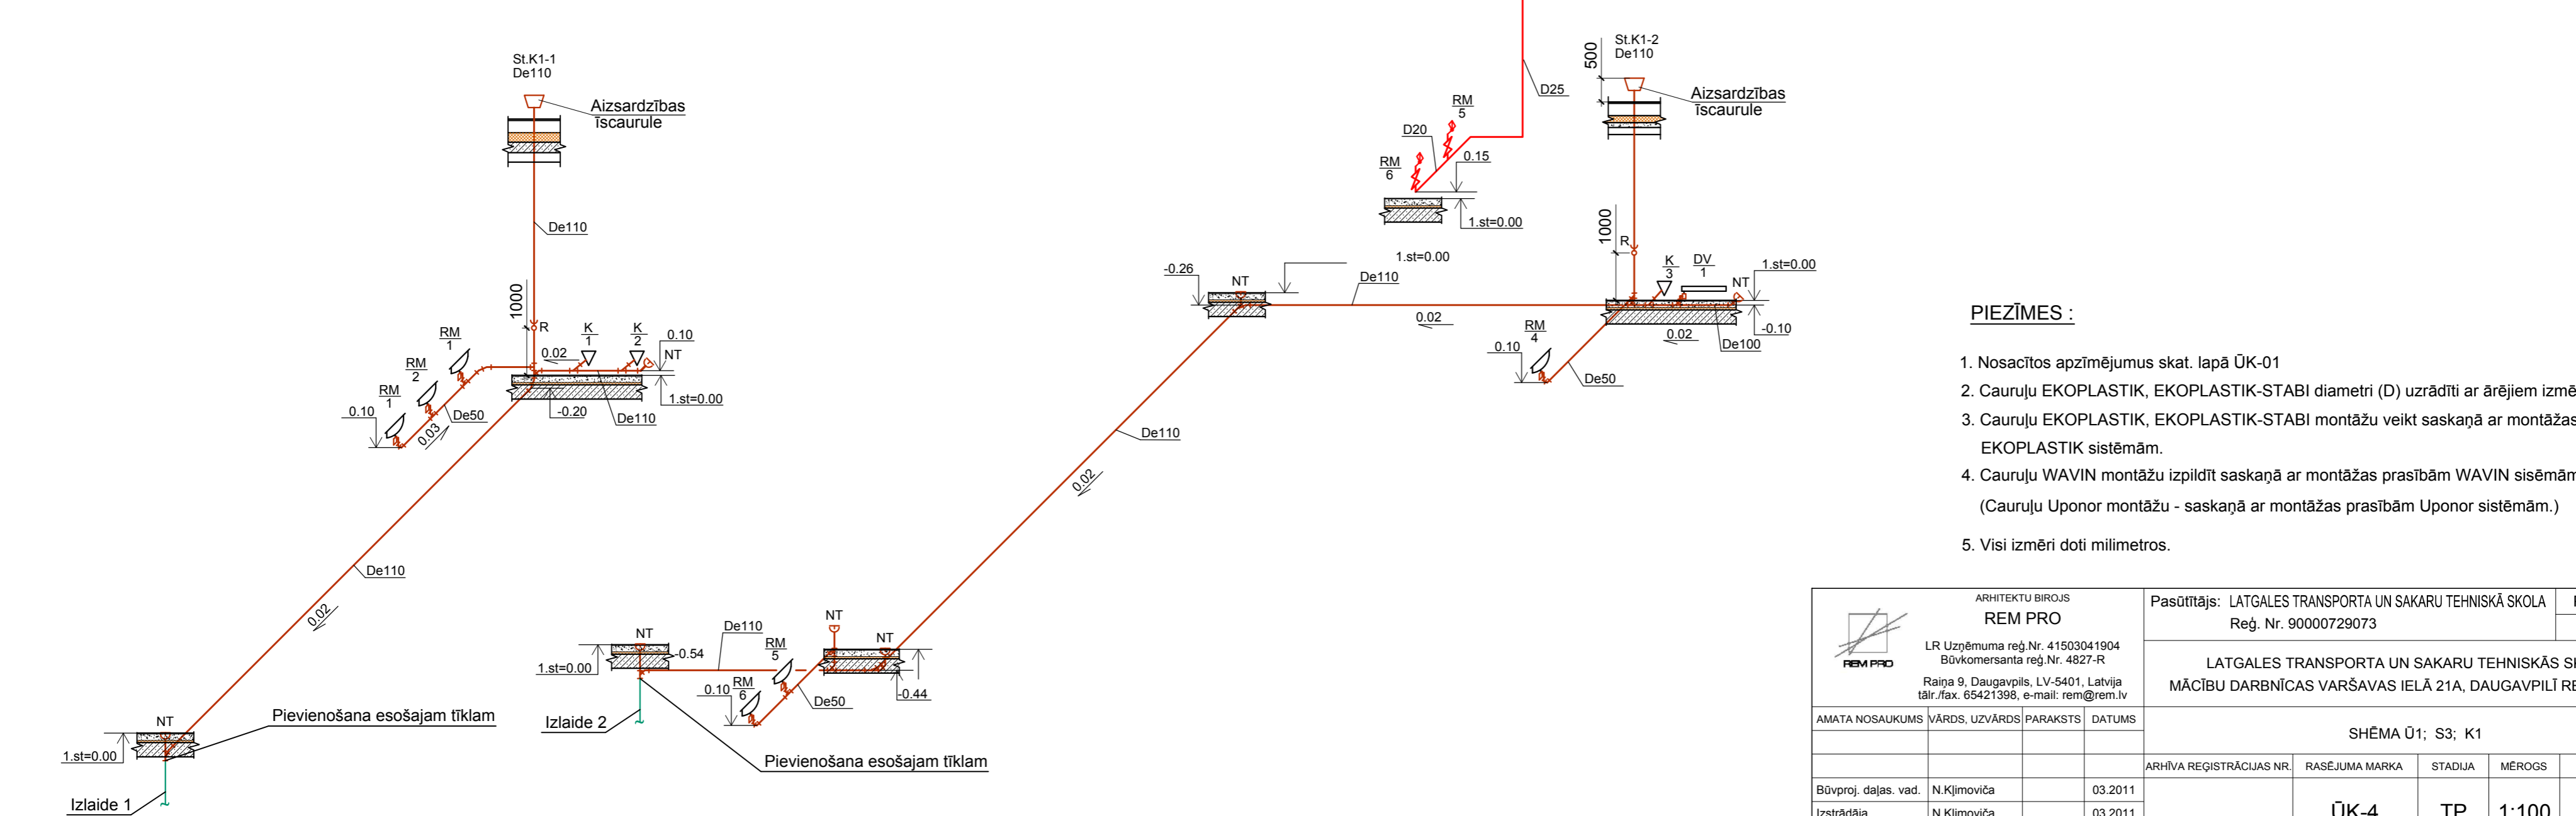 St.K1-1
De110
Aizsardzības
īscaurule
De110
1000
R
K
1
K
2
0.10
NT
0.02
RM
1
RM
2
RM
1
0.10
De50
0.03
-0.20
De110
1.st=0.00
De110
0.02
NT
1.st=0.00
Pievienošana esošajam tīklam
Izlaide 1
NT
1.st=0.00
-0.54
De110
RM
5
NT
NT
0.10
RM
6
De50
-0.44
Izlaide 2
Pievienošana esošajam tīklam
De110
0.02
-0.26
NT
1.st=0.00
De110
0.02
D25
RM
5
D20
RM
6
0.15
1.st=0.00
500
St.K1-2
De110
Aizsardzības
īscaurule
1000
R
K
3
DV
1
NT
1.st=0.00
-0.10
0.02
De100
RM
4
0.10
De50
PIEZĪMES :
1. Nosacītos apzīmējumus skat. lapā ŪK-01
2. Cauruļu EKOPLASTIK, EKOPLASTIK-STABI diametri (D) uzrādīti ar ārējiem izmē
3. Cauruļu EKOPLASTIK, EKOPLASTIK-STABI montāžu veikt saskaņā ar montāžas
EKOPLASTIK sistēmām.
4. Cauruļu WAVIN montāžu izpildīt saskaņā ar montāžas prasībām WAVIN sisēmām
(Cauruļu Uponor montāžu - saskaņā ar montāžas prasībām Uponor sistēmām.)
5. Visi izmēri doti milimetros.
REM PRO
ARHITEKTU BIROJS
REM PRO
LR Uzņēmuma reģ.Nr. 41503041904
Būvkomersanta reģ.Nr. 4827-R
Raiņa 9, Daugavpils, LV-5401, Latvija
tālr./fax. 65421398, e-mail: rem@rem.lv
Pasūtītājs: LATGALES TRANSPORTA UN SAKARU TEHNISKĀ SKOLA
Reģ. Nr. 90000729073
LATGALES TRANSPORTA UN SAKARU TEHNISKĀS S
MĀCĪBU DARBNĪCAS VARŠAVAS IELĀ 21A, DAUGAVPILĪ RE
AMATA NOSAUKUMS VĀRDS, UZVĀRDS PARAKSTS DATUMS
SHĒMA Ū1; S3; K1
ARHĪVA REĢISTRĀCIJAS NR. RASĒJUMA MARKA STADIJA MĒROGS
Būvproj. daļas. vad. N.Kļimoviča 03.2011
Izstrādāja N.Kļimoviča 03.2011
ŪK-4 TP 1:100